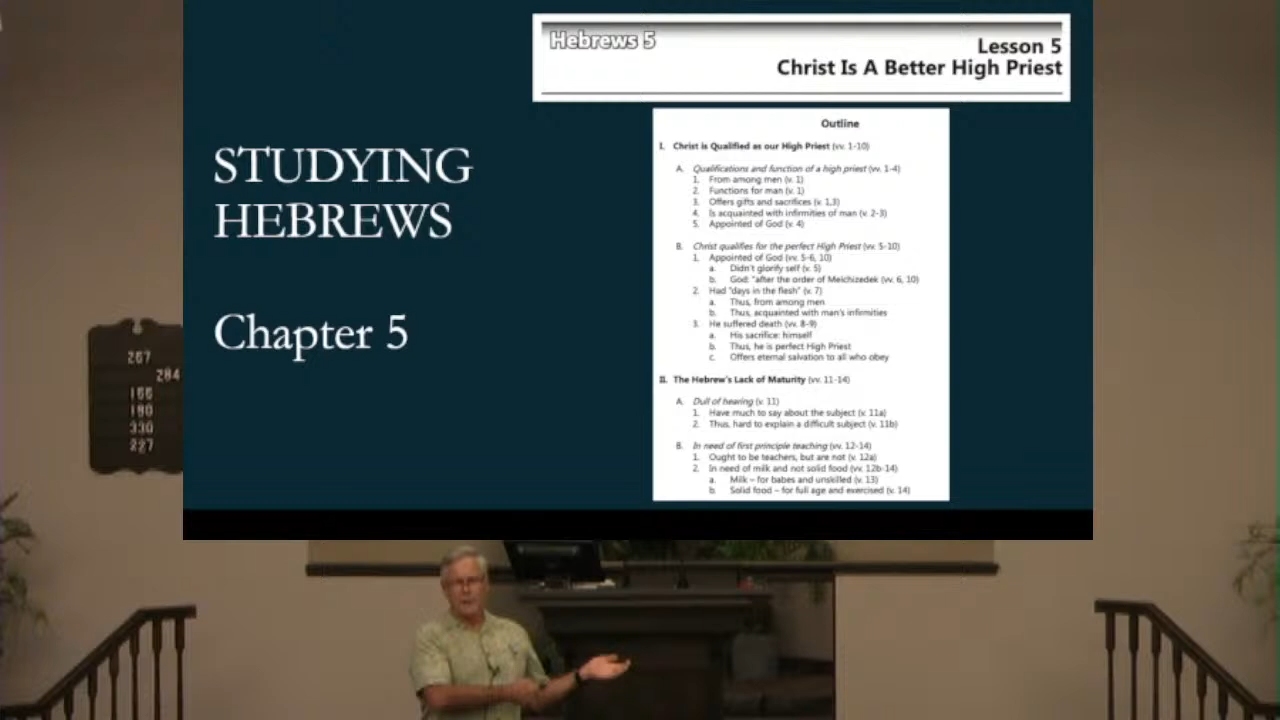 Hebrews 5
Lesson 5
Christ Is A Better High Priest
STUDYING
HEBREWS
Chapter 5
Outline
I. Christ is Qualified as our High Priest (vv. 1-10)
A. Qualifications and function of a high priest (vv. 1-4)
1. From among men (v. 1)
2. Functions for man (v. 1)
3. Offers gifts and sacrifices (v. 1,3)
4. Is acquainted with infirmities of man (v. 2-3)
5. Appointed of God (v. 4)
B. Christ qualifies for the perfect High Priest (vv. 5-10)
1. Appointed of God (vv. 5-6, 10)
a. Didn't glorify self (v. 5)
b. God: "after the order of Melchizedek (vv. 6, 10)
2. Had "days in the flesh" (v. 7)
a. Thus, from among men
b. Thus, acquainted with man's infirmities
3. He suffered death (vv. 8-9)
a. His sacrifice: himself
b. Thus, he is perfect High Priest
c. Offers eternal salvation to all who obey
II. The Hebrew's Lack of Maturity (vv. 11-14)
A. Dull of hearing (v. 11)
1. Have much to say about the subject (v. 11a)
2. Thus, hard to explain a difficult subject (v. 11b)
B. In need of first principle teaching (vv. 12-14)
1. Ought to be teachers, but are not (v. 12a)
2. In need of milk and not solid food (vv. 12b-14)
a. Milk – for babes and unskilled (v. 13)
b. Solid food – for full age and exercised (v. 14)
267
284
166
190
330
227